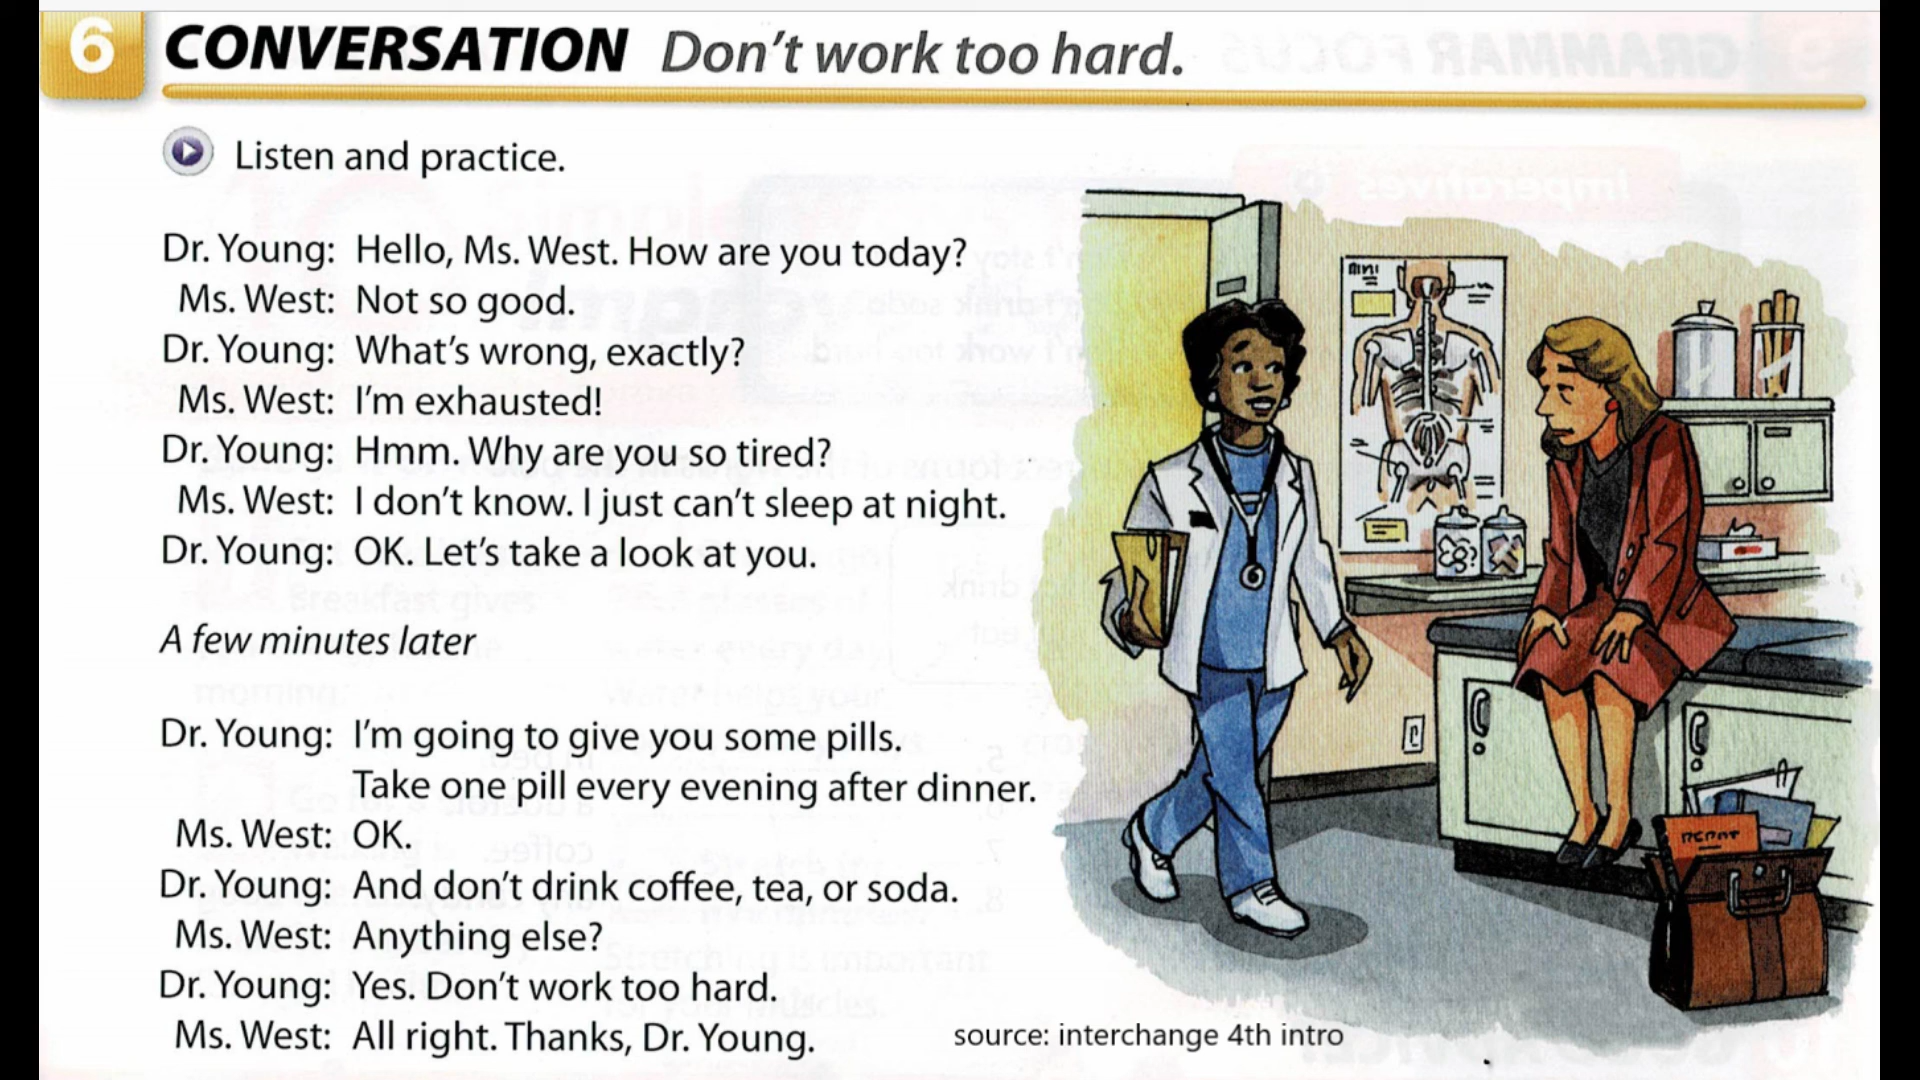 6 CONVERSATION Don't work too hard.
Listen and practice.
Dr. Young: Hello, Ms. West. How are you today?
Ms. West: Not so good.
Dr. Young: What's wrong, exactly?
Ms. West: I'm exhausted!
Dr. Young: Hmm. Why are you so tired?
Ms. West: I don't know. I just can't sleep at night.
Dr. Young: OK. Let's take a look at you.
A few minutes later
Dr. Young: I'm going to give you some pills.
Take one pill every evening after dinner.
Ms. West: OK.
Dr. Young: And don't drink coffee, tea, or soda.
Ms. West: Anything else?
Dr. Young: Yes. Don't work too hard.
Ms. West: All right. Thanks, Dr. Young.
source: interchange 4th intro